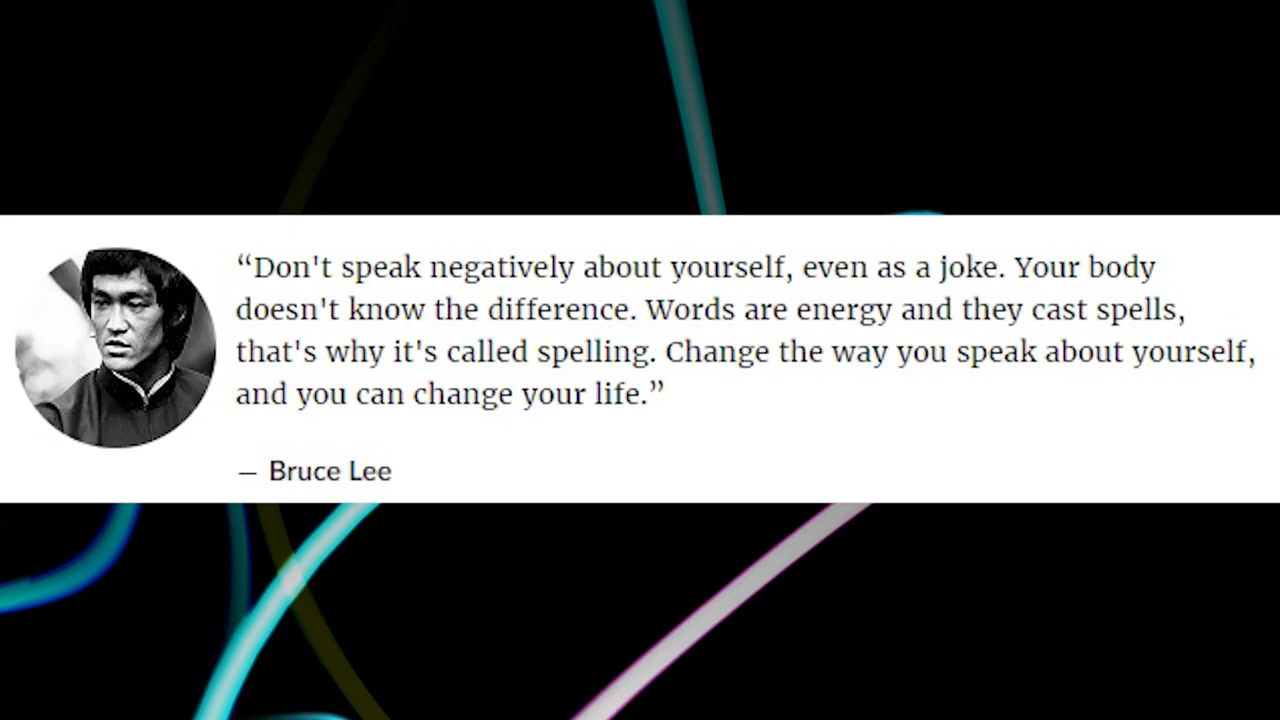 “Don't speak negatively about yourself, even as a joke. Your body
doesn't know the difference. Words are energy and they cast spells,
that's why it's called spelling. Change the way you speak about yourself,
and you can change your life.”
— Bruce Lee